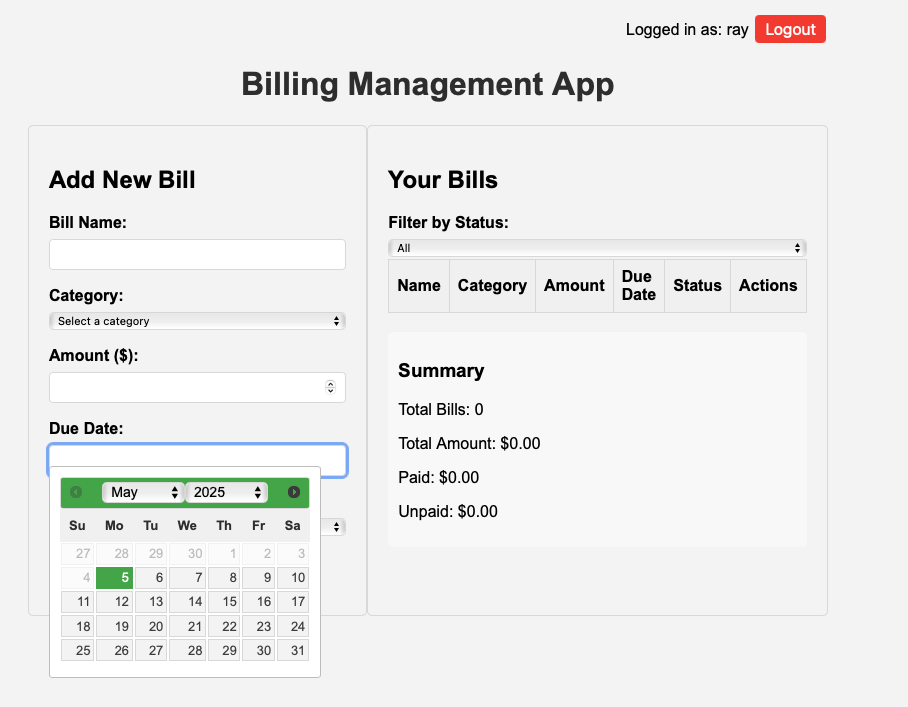 Logged in as: ray Logout
Billing Management App
Add New Bill
Bill Name:
Category:
Select a category
Amount ($):
Due Date:
May 2025
Su Mo Tu We Th Fr Sa
27 28 29 30 1 2 3
4 5 6 7 8 9 10
11 12 13 14 15 16 17
18 19 20 21 22 23 24
25 26 27 28 29 30 31
Your Bills
Filter by Status:
All
Name Category Amount Due Date Status Actions
Summary
Total Bills: 0
Total Amount: $0.00
Paid: $0.00
Unpaid: $0.00